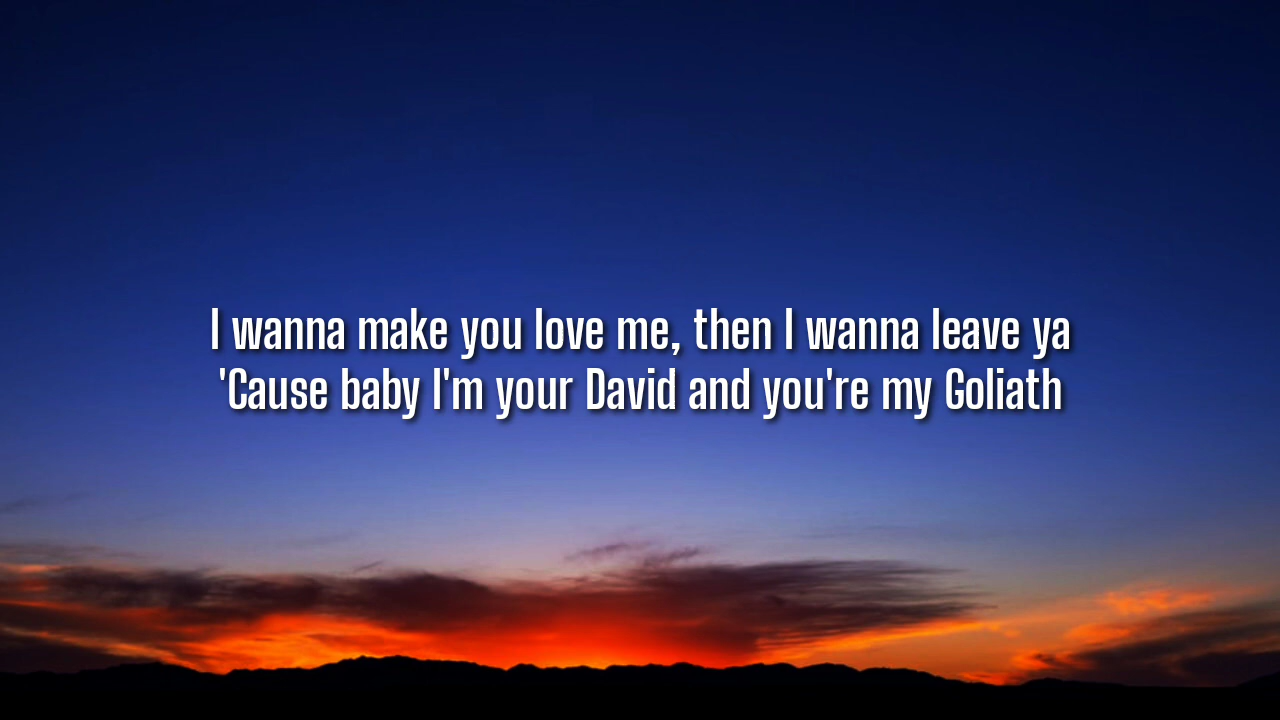 I wanna make you love me, then I wanna leave ya
'Cause baby I'm your David and you're my Goliath